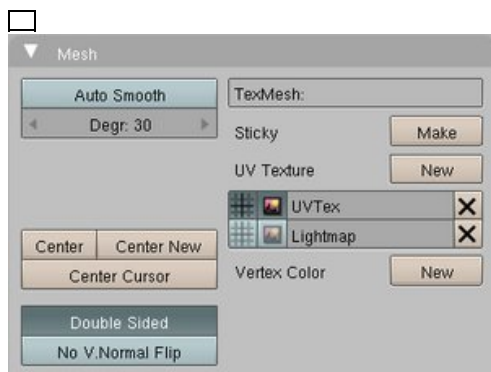 Mesh
Auto Smooth
Degr: 30
Center
Center New
Center Cursor
Double Sided
No V.Normal Flip
TexMesh:
Sticky
Make
UV Texture
New
UVTex
Lightmap
Vertex Color
New